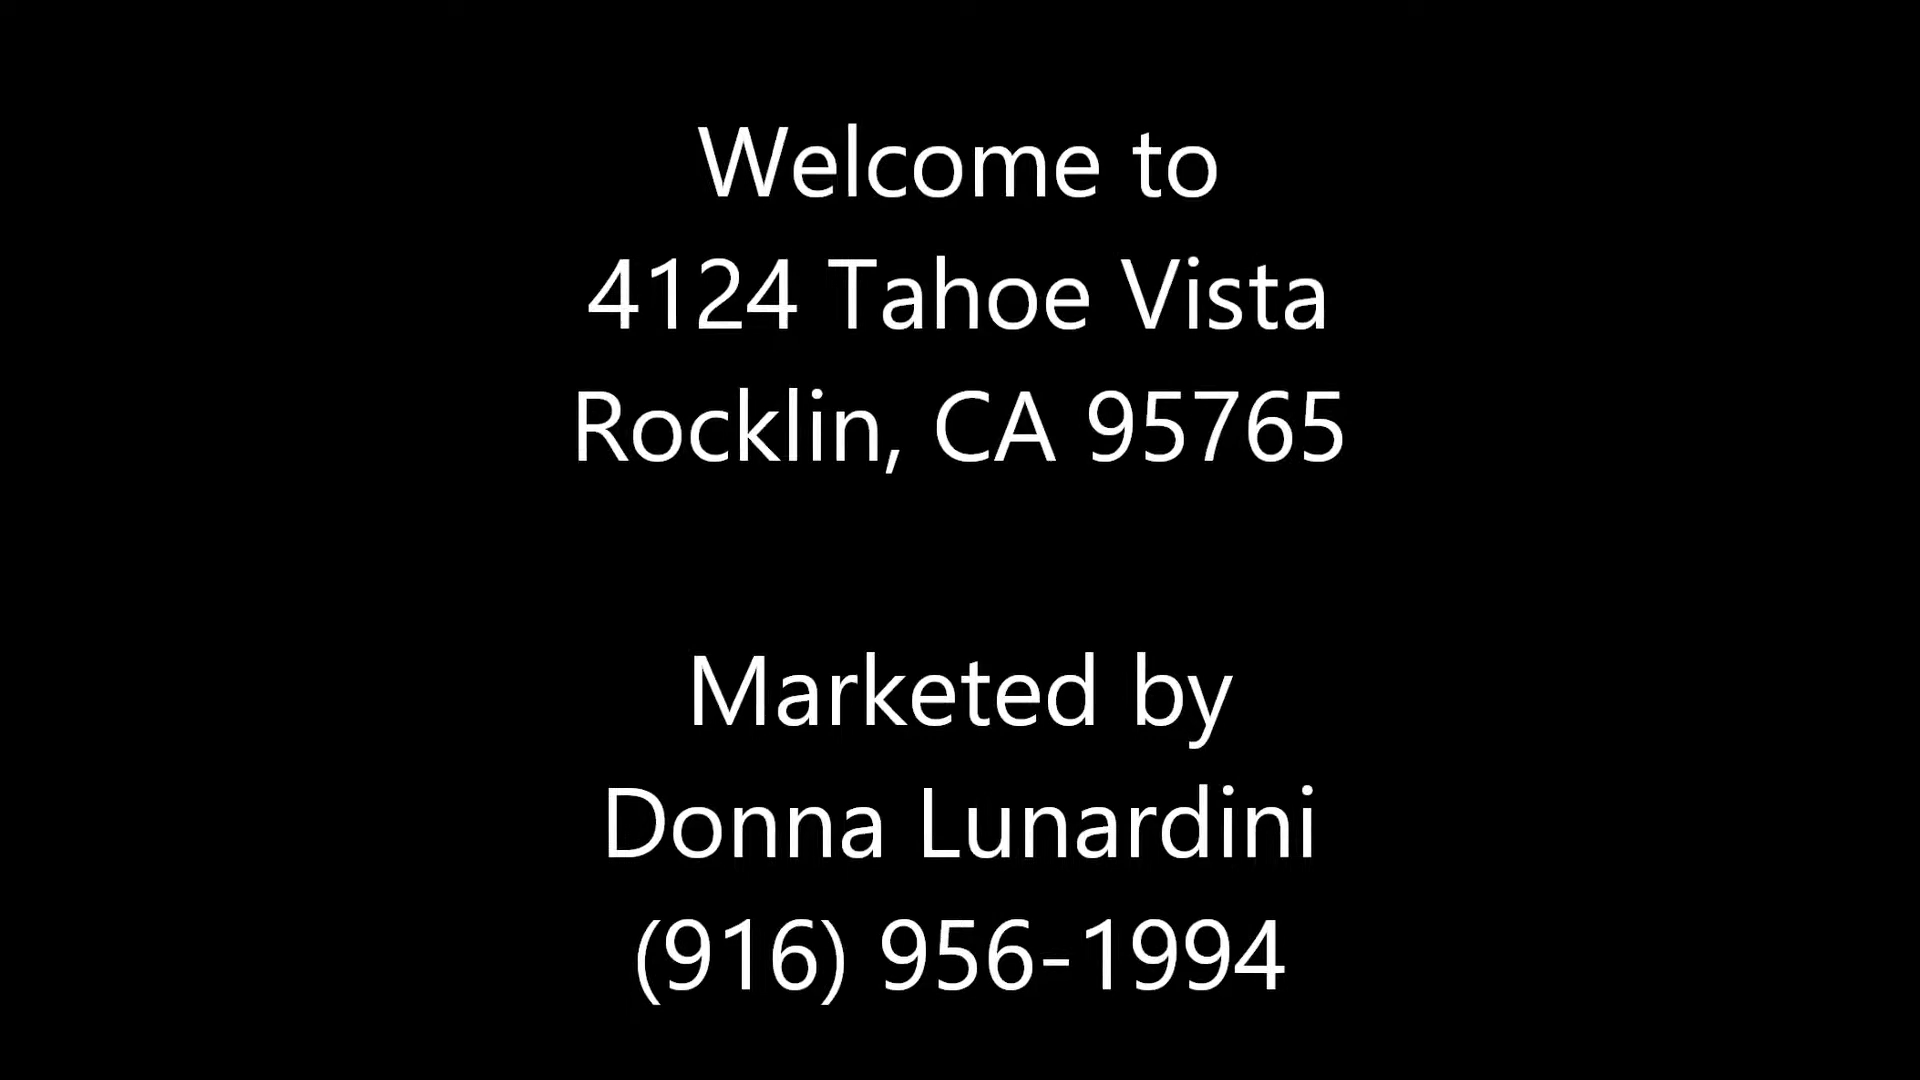 Welcome to
4124 Tahoe Vista
Rocklin, CA 95765
Marketed by
Donna Lunardini
(916) 956-1994